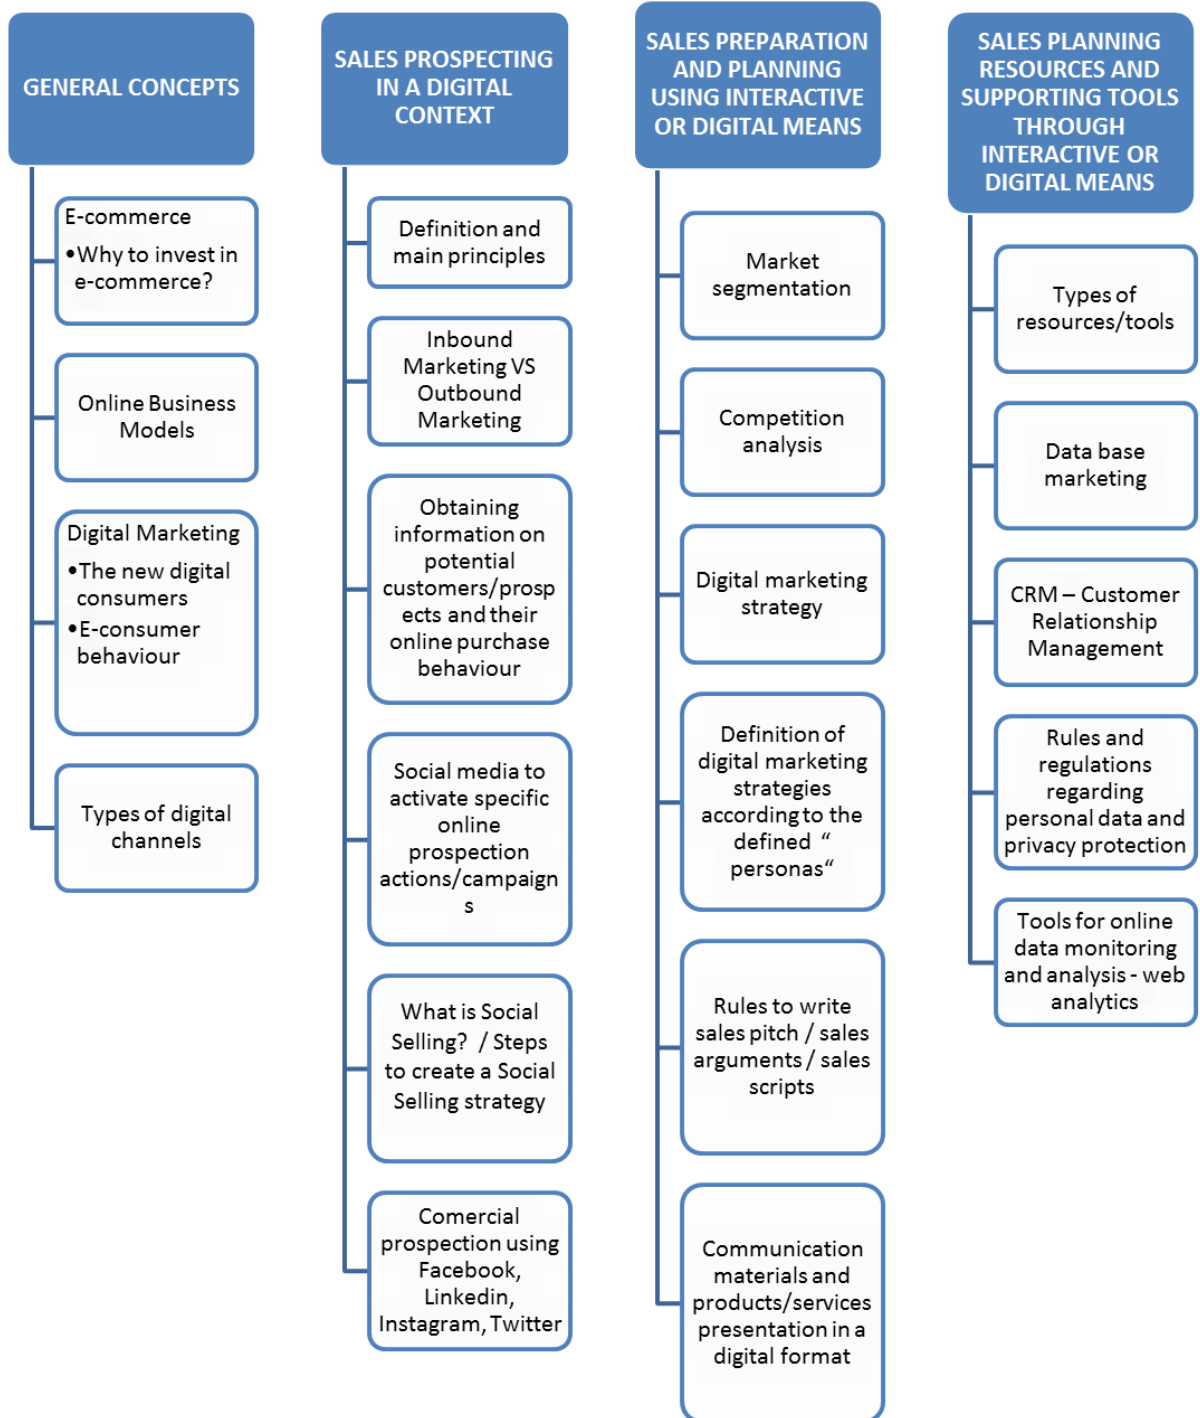 GENERAL CONCEPTS
E-commerce
•Why to invest in
e-commerce?
Online Business
Models
Digital Marketing
•The new digital
consumers
•E-consumer
behaviour
Types of digital
channels
SALES PROSPECTING
IN A DIGITAL
CONTEXT
Definition and
main principles
Inbound
Marketing VS
Outbound
Marketing
Obtaining
information on
potential
customers/prosp
ects and their
online purchase
behaviour
Social media to
activate specific
online
prospection
actions/campaign
s
What is Social
Selling? / Steps
to create a Social
Selling strategy
Comercial
prospection using
Facebook,
Linkedin,
Instagram, Twitter
SALES PREPARATION
AND PLANNING
USING INTERACTIVE
OR DIGITAL MEANS
Market
segmentation
Competition
analysis
Digital marketing
strategy
Definition of
digital marketing
strategies
according to the
defined “
personas“
Rules to write
sales pitch / sales
arguments / sales
scripts
Communication
materials and
products/services
presentation in a
digital format
SALES PLANNING
RESOURCES AND
SUPPORTING TOOLS
THROUGH
INTERACTIVE OR
DIGITAL MEANS
Types of
resources/tools
Data base
marketing
CRM – Customer
Relationship
Management
Rules and
regulations
regarding
personal data and
privacy protection
Tools for online
data monitoring
and analysis - web
analytics